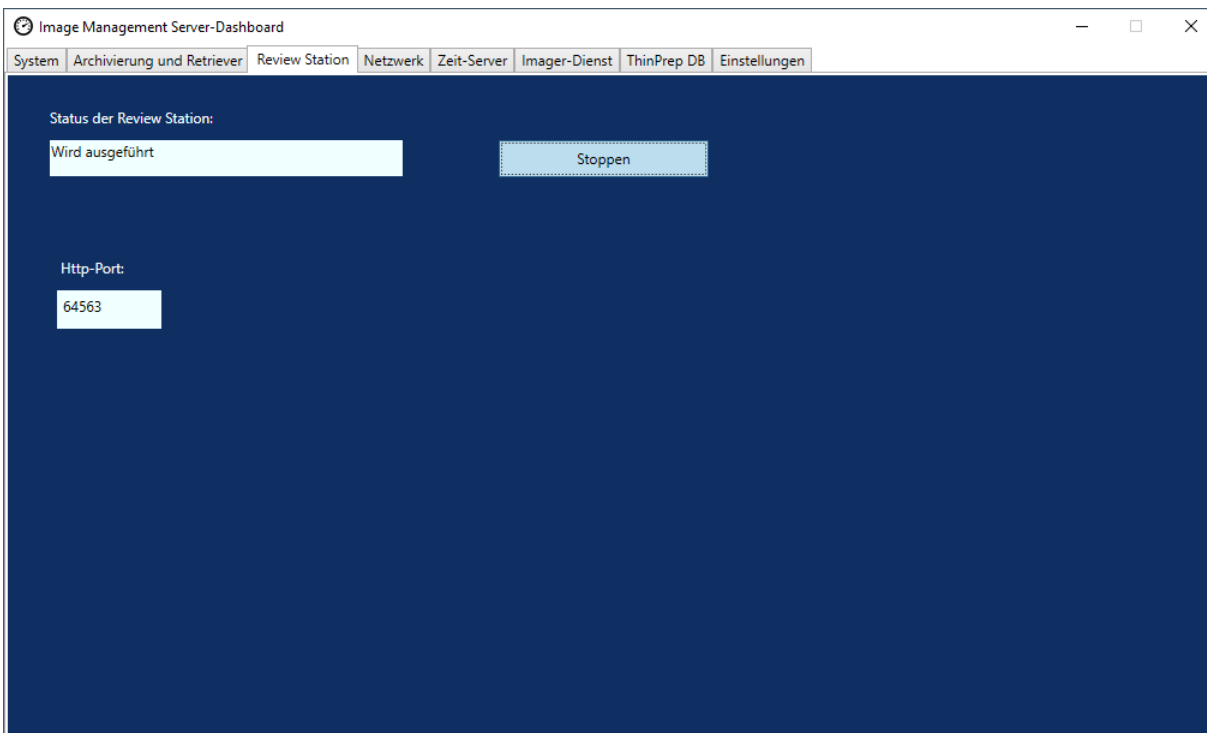 Image Management Server-Dashboard
System Archivierung und Retriever Review Station Netzwerk Zeit-Server Imager-Dienst ThinPrep DB Einstellungen
Status der Review Station:
Wird ausgeführt Stoppen
Http-Port:
64563